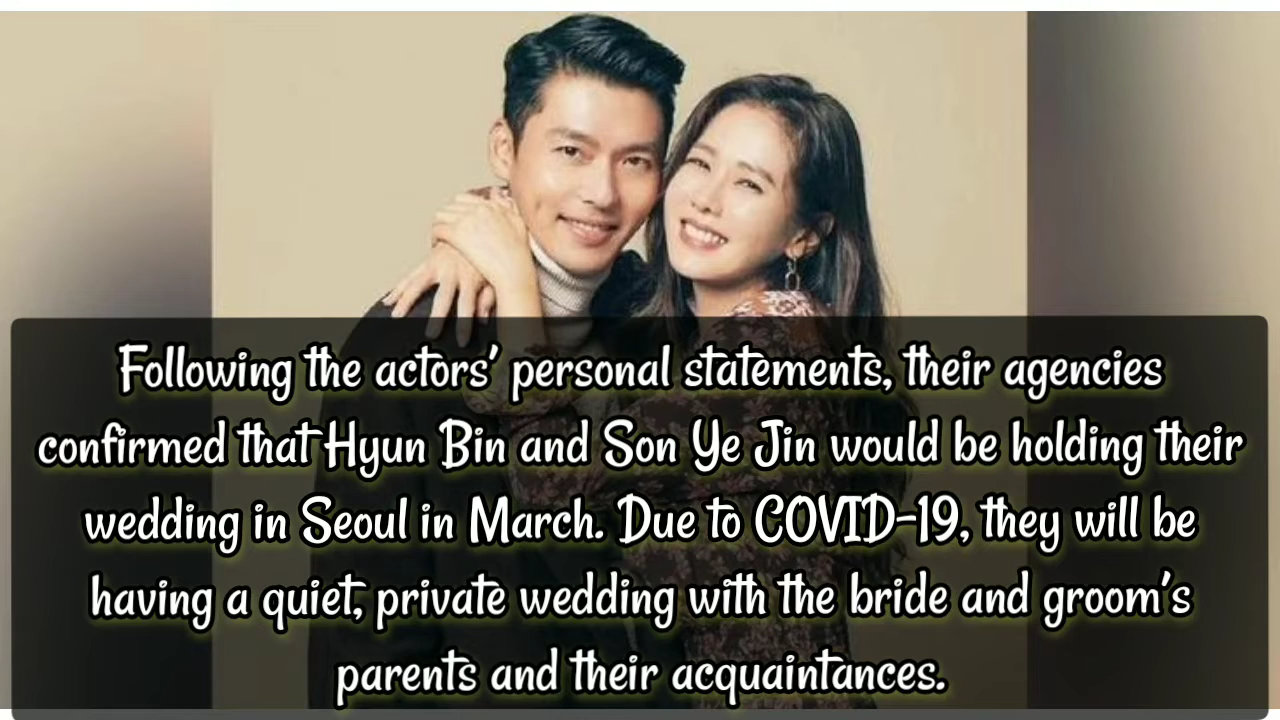 Following the actors' personal statements, their agencies
confirmed that Hyun Bin and Son Ye Jin would be holding their
wedding in Seoul in March. Due to COVID-19, they will be
having a quiet, private wedding with the bride and groom's
parents and their acquaintances.